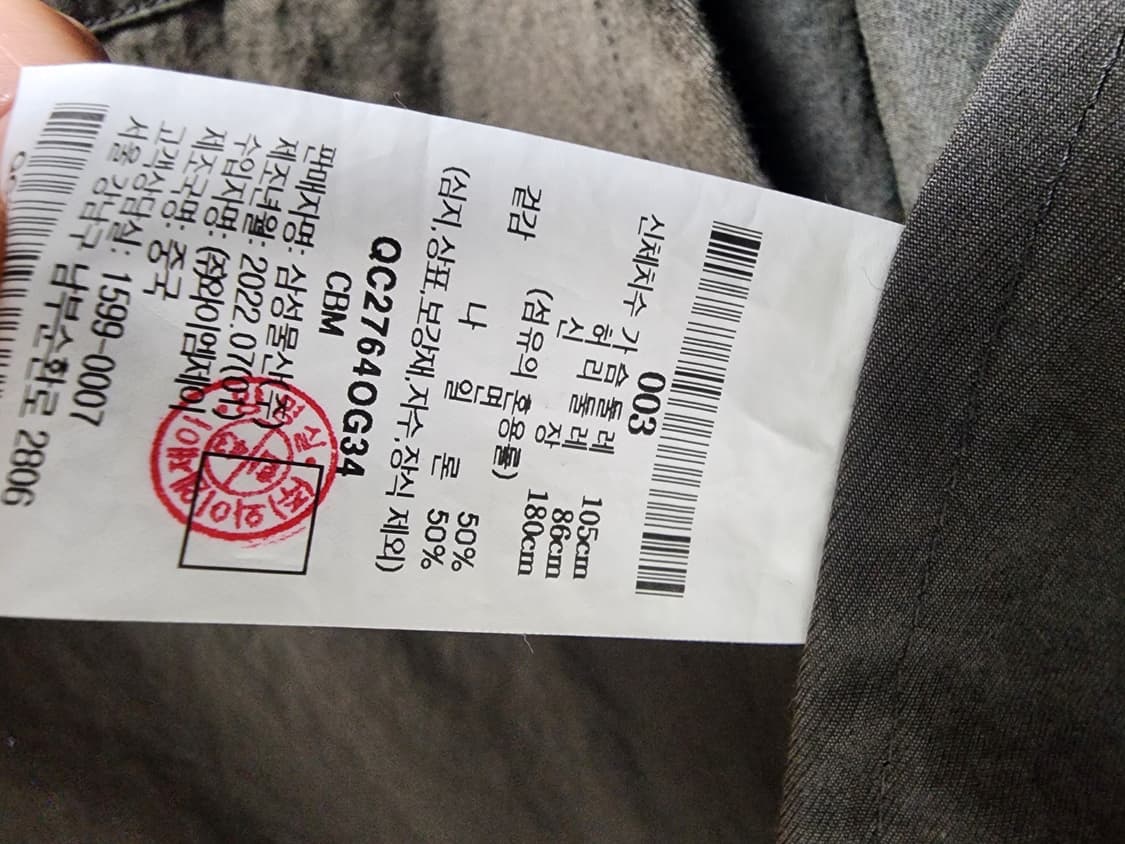 003
신체치수 가슴둘레 105cm
허리둘레 86cm
신 장 180cm
겉감 (섬유의 혼용률)
면 50%
나 일 론 50%
(심지,상표,보강재,자수,장식 제외)
QC2764OG34
CBM
판매자명: 삼성물산(주)
제조년월: 2022.07(07)
수입자명: (주)와이엠제이
제조국명: 중국
고객상담실: 1599-0007
서울 강남구 남부순환로 2806